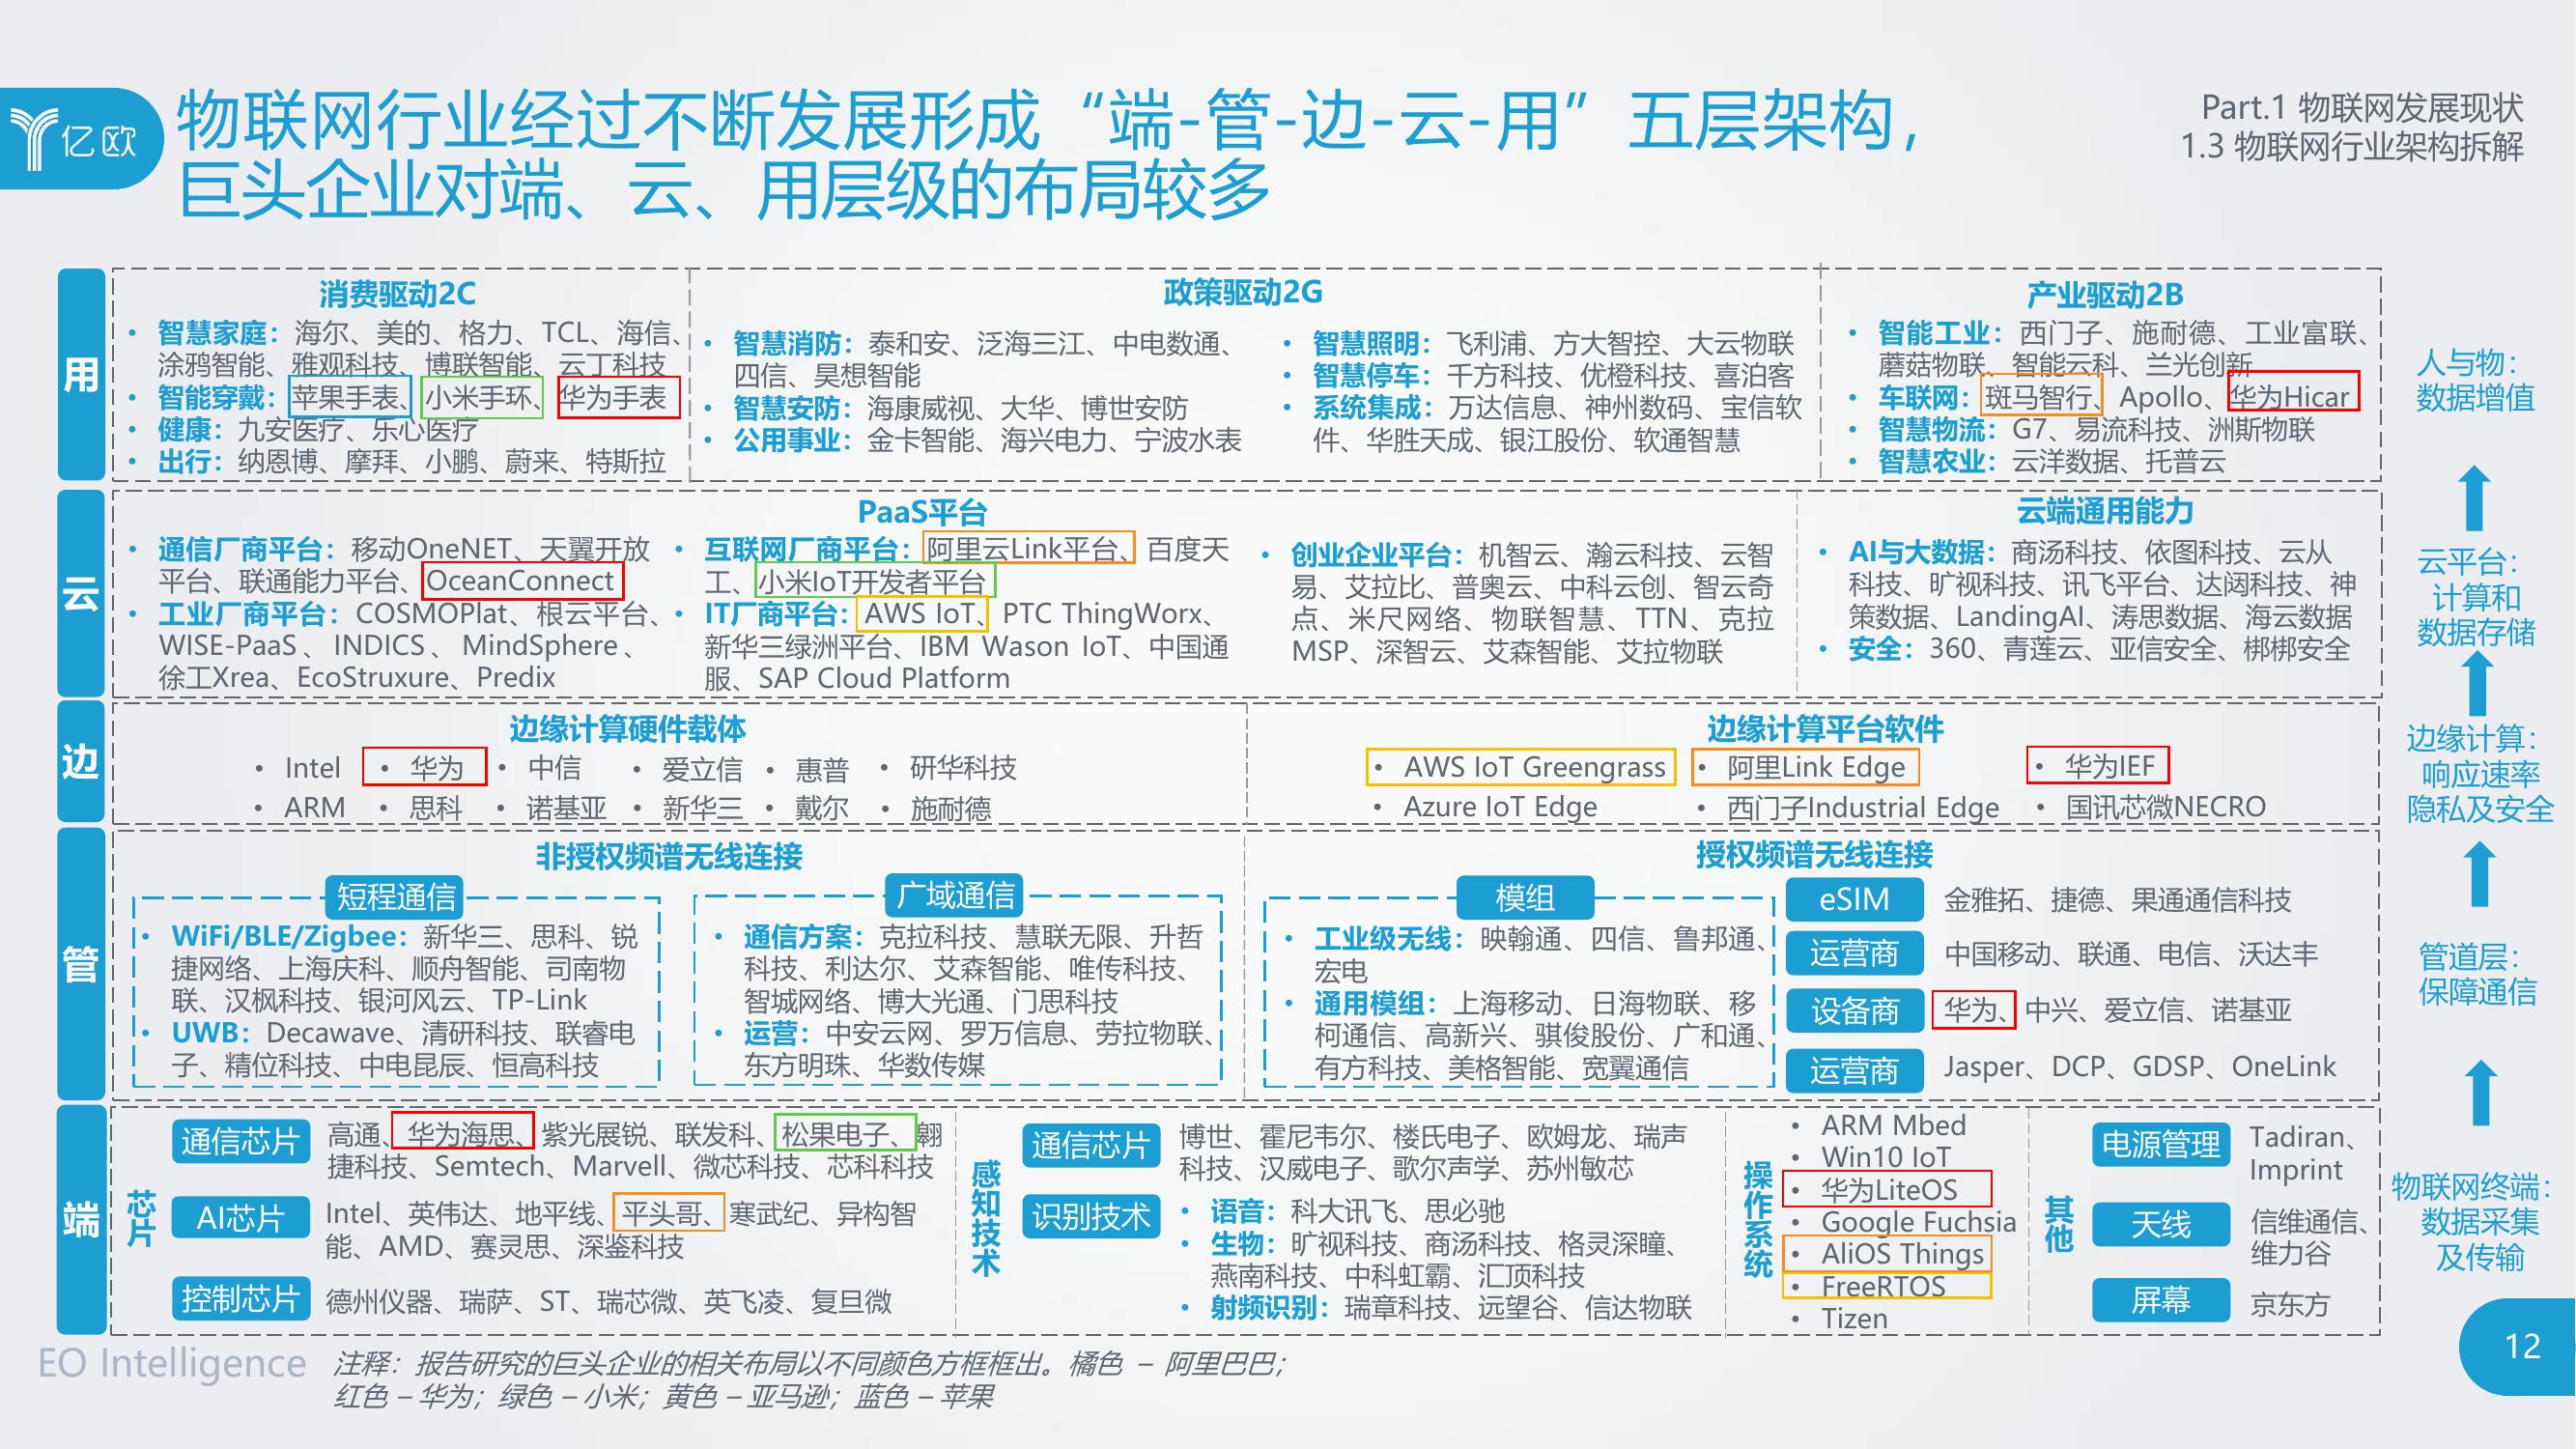 亿欧
物联网行业经过不断发展形成“端-管-边-云-用”五层架构，
巨头企业对端、云、用层级的布局较多
Part.1 物联网发展现状
1.3 物联网行业架构拆解
用
消费驱动2C
• 智慧家庭：海尔、美的、格力、TCL、海信、
涂鸦智能、雅观科技、博联智能、云丁科技
• 智能穿戴：苹果手表、小米手环、华为手表
• 健康：九安医疗、乐心医疗
• 出行：纳恩博、摩拜、小鹏、蔚来、特斯拉
政策驱动2G
• 智慧消防：泰和安、泛海三江、中电数通、
四信、昊想智能
• 智慧安防：海康威视、大华、博世安防
• 公用事业：金卡智能、海兴电力、宁波水表
• 智慧照明：飞利浦、方大智控、大云物联
• 智慧停车：千方科技、优橙科技、喜泊客
• 系统集成：万达信息、神州数码、宝信软
件、华胜天成、银江股份、软通智慧
产业驱动2B
• 智能工业：西门子、施耐德、工业富联、
蘑菇物联、智能云科、兰光创新
• 车联网：斑马智行、Apollo、华为Hicar
• 智慧物流：G7、易流科技、洲斯物联
• 智慧农业：云洋数据、托普云
人与物：
数据增值
云
PaaS平台
• 通信厂商平台：移动OneNET、天翼开放
平台、联通能力平台、OceanConnect
• 工业厂商平台：COSMOPlat、根云平台、
WISE-PaaS、INDICS、MindSphere、
徐工Xrea、EcoStruxure、Predix
• 互联网厂商平台：阿里云Link平台、百度天
工、小米IoT开发者平台
• IT厂商平台：AWS IoT、PTC ThingWorx、
新华三绿洲平台、IBM Wason IoT、中国通
服、SAP Cloud Platform
• 创业企业平台：机智云、瀚云科技、云智
易、艾拉比、普奥云、中科云创、智云奇
点、米尺网络、物联智慧、TTN、克拉
MSP、深智云、艾森智能、艾拉物联
云端通用能力
• AI与大数据：商汤科技、依图科技、云从
科技、旷视科技、讯飞平台、达闼科技、神
策数据、LandingAI、涛思数据、海云数据
• 安全：360、青莲云、亚信安全、梆梆安全
云平台：
计算和
数据存储
边
边缘计算硬件载体
• Intel • 华为 • 中信 • 爱立信 • 惠普 • 研华科技
• ARM • 思科 • 诺基亚 • 新华三 • 戴尔 • 施耐德
边缘计算平台软件
• AWS IoT Greengrass • 阿里Link Edge • 华为IEF
• Azure IoT Edge • 西门子Industrial Edge • 国讯芯微NECRO
边缘计算：
响应速率
隐私及安全
管
非授权频谱无线连接
短程通信
• WiFi/BLE/Zigbee：新华三、思科、锐
捷网络、上海庆科、顺舟智能、司南物
联、汉枫科技、银河风云、TP-Link
• UWB：Decawave、清研科技、联睿电
子、精位科技、中电昆辰、恒高科技
广域通信
• 通信方案：克拉科技、慧联无限、升哲
科技、利达尔、艾森智能、唯传科技、
智城网络、博大光通、门思科技
• 运营：中安云网、罗万信息、劳拉物联、
东方明珠、华数传媒
授权频谱无线连接
模组
• 工业级无线：映翰通、四信、鲁邦通、
宏电
• 通用模组：上海移动、日海物联、移
柯通信、高新兴、骐俊股份、广和通、
有方科技、美格智能、宽翼通信
eSIM 金雅拓、捷德、果通通信科技
运营商 中国移动、联通、电信、沃达丰
设备商 华为、中兴、爱立信、诺基亚
运营商 Jasper、DCP、GDSP、OneLink
管道层：
保障通信
端
芯片
通信芯片 高通、华为海思、紫光展锐、联发科、松果电子、翱
捷科技、Semtech、Marvell、微芯科技、芯科科技
AI芯片 Intel、英伟达、地平线、平头哥、寒武纪、异构智
能、AMD、赛灵思、深鉴科技
控制芯片 德州仪器、瑞萨、ST、瑞芯微、英飞凌、复旦微
感知技术
通信芯片 博世、霍尼韦尔、楼氏电子、欧姆龙、瑞声
科技、汉威电子、歌尔声学、苏州敏芯
识别技术 • 语音：科大讯飞、思必驰
• 生物：旷视科技、商汤科技、格灵深瞳、
燕南科技、中科虹霸、汇顶科技
• 射频识别：瑞章科技、远望谷、信达物联
操作系统
• ARM Mbed
• Win10 IoT
• 华为LiteOS
• Google Fuchsia
• AliOS Things
• FreeRTOS
• Tizen
其他
电源管理 Tadiran、
Imprint
天线 信维通信、
维力谷
屏幕 京东方
物联网终端：
数据采集
及传输
EO Intelligence
注释：报告研究的巨头企业的相关布局以不同颜色方框框出。橘色 – 阿里巴巴；
红色 – 华为；绿色 – 小米；黄色 – 亚马逊；蓝色 – 苹果
12